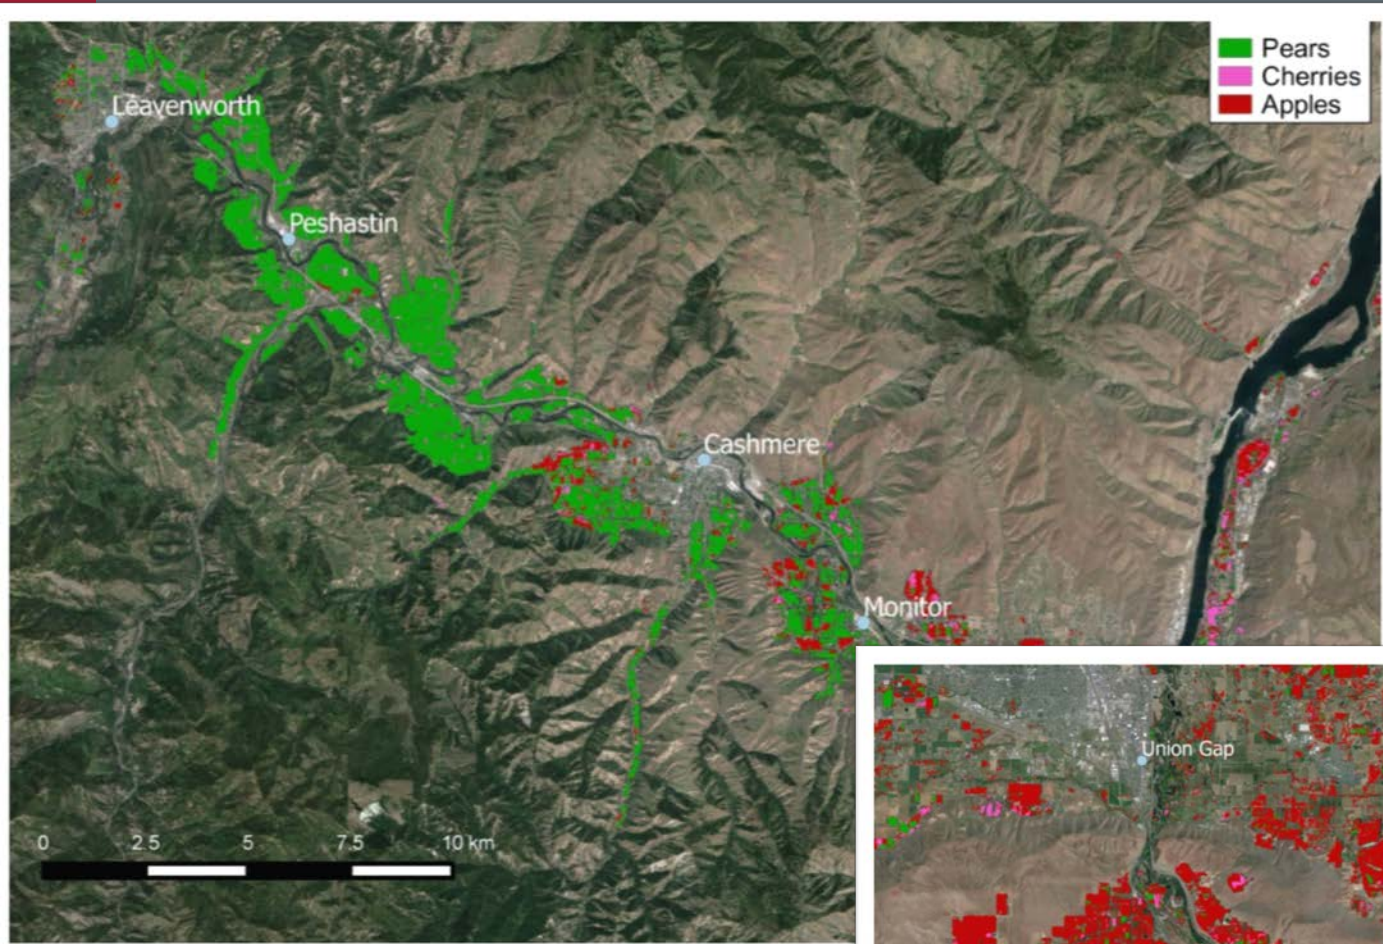 Pears
Cherries
Apples
Leavenworth
Peshastin
Cashmere
Monitor
Union Gap
0 2.5 5 7.5 10 km